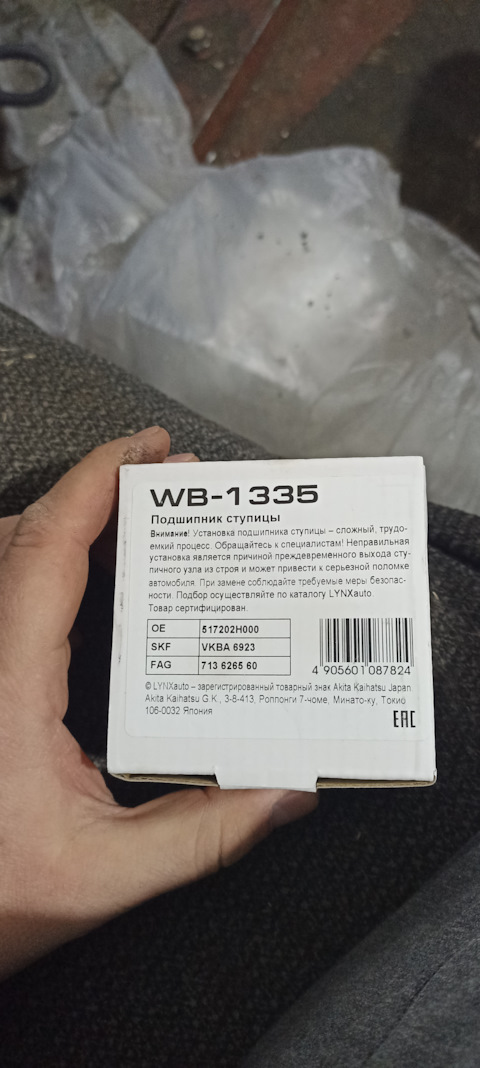 WB-1335
Подшипник ступицы
Внимание! Установка подшипника ступицы – сложный, трудо-
емкий процесс. Обращайтесь к специалистам! Неправильная
установка является причиной преждевременного выхода сту-
пичного узла из строя и может привести к серьезной поломке
автомобиля. При замене соблюдайте требуемые меры безопас-
ности. Подбор осуществляйте по каталогу LYNXauto.
Товар сертифицирован.
OE 517202H000
SKF VKBA 6923
FAG 713 6265 60
4 905601 087824
© LYNXauto – зарегистрированный товарный знак Akita Kaihatsu Japan
Akita Kaihatsu G.K., 3-8-413, Роппонги 7-чоме, Минато-ку, Токио
106-0032 Япония
EAC